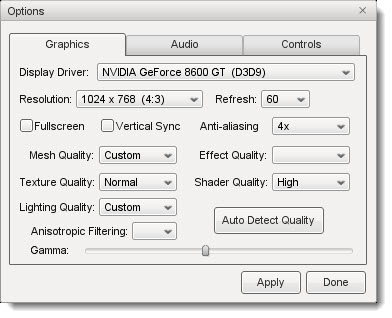 Options
Graphics Audio Controls
Display Driver: NVIDIA GeForce 8600 GT (D3D9)
Resolution: 1024 x 768 (4:3) Refresh: 60
Fullscreen Vertical Sync Anti-aliasing 4x
Mesh Quality: Custom Effect Quality:
Texture Quality: Normal Shader Quality: High
Lighting Quality: Custom
Auto Detect Quality
Anisotropic Filtering:
Gamma:
Apply Done